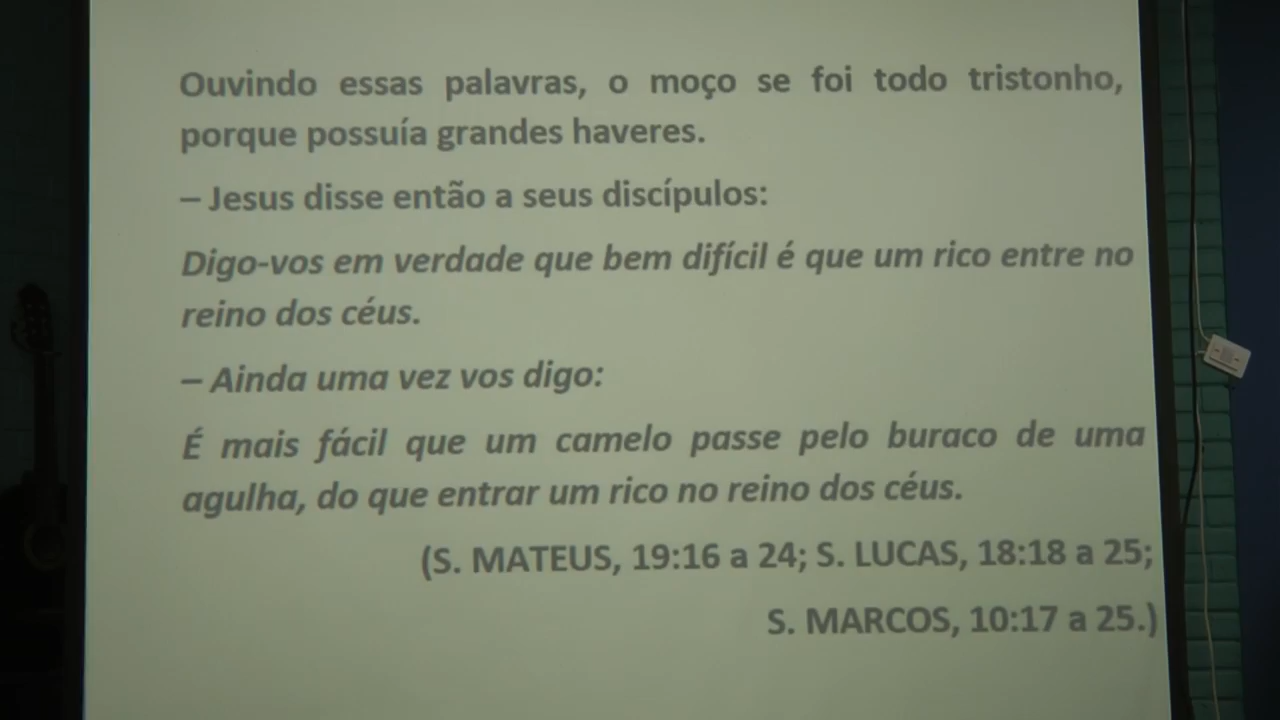 Ouvindo essas palavras, o moço se foi todo tristonho,
porque possuía grandes haveres.
– Jesus disse então a seus discípulos:
Digo-vos em verdade que bem difícil é que um rico entre no
reino dos céus.
– Ainda uma vez vos digo:
É mais fácil que um camelo passe pelo buraco de uma
agulha, do que entrar um rico no reino dos céus.
(S. MATEUS, 19:16 a 24; S. LUCAS, 18:18 a 25;
S. MARCOS, 10:17 a 25.)